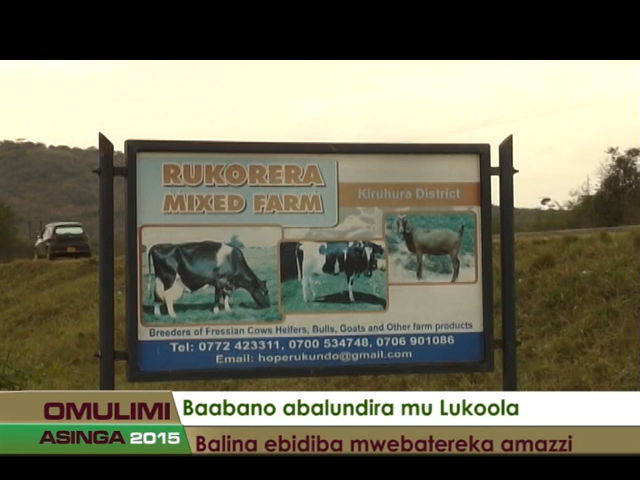 RUKORERA
MIXED FARM
Kiruhura District
Breeders of Fressian Cows Heifers, Bulls, Goats and Other farm products
Tel: 0772 423311, 0700 534748, 0706 901086
Email: hoperukundo@gmail.com
OMULIMI
ASINGA 2015
Baabano abalundira mu Lukoola
Balina ebidiba mwebatereka amazzi